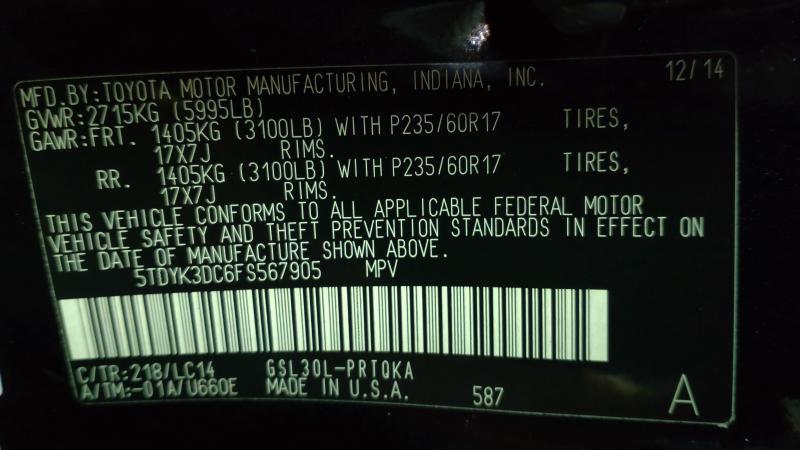 MFD.BY:TOYOTA MOTOR MANUFACTURING, INDIANA, INC. 12/14
GVWR:2715KG (5995LB)
GAWR:FRT. 1405KG (3100LB) WITH P235/60R17 TIRES,
17X7J RIMS.
RR. 1405KG (3100LB) WITH P235/60R17 TIRES,
17X7J RIMS.
THIS VEHICLE CONFORMS TO ALL APPLICABLE FEDERAL MOTOR
VEHICLE SAFETY AND THEFT PREVENTION STANDARDS IN EFFECT ON
THE DATE OF MANUFACTURE SHOWN ABOVE.
5TDYK3DC6FS567905 MPV
C/TR:218/LC14 GSL30L-PRTQKA
A/TM:-01A/U660E MADE IN U.S.A. 587 A